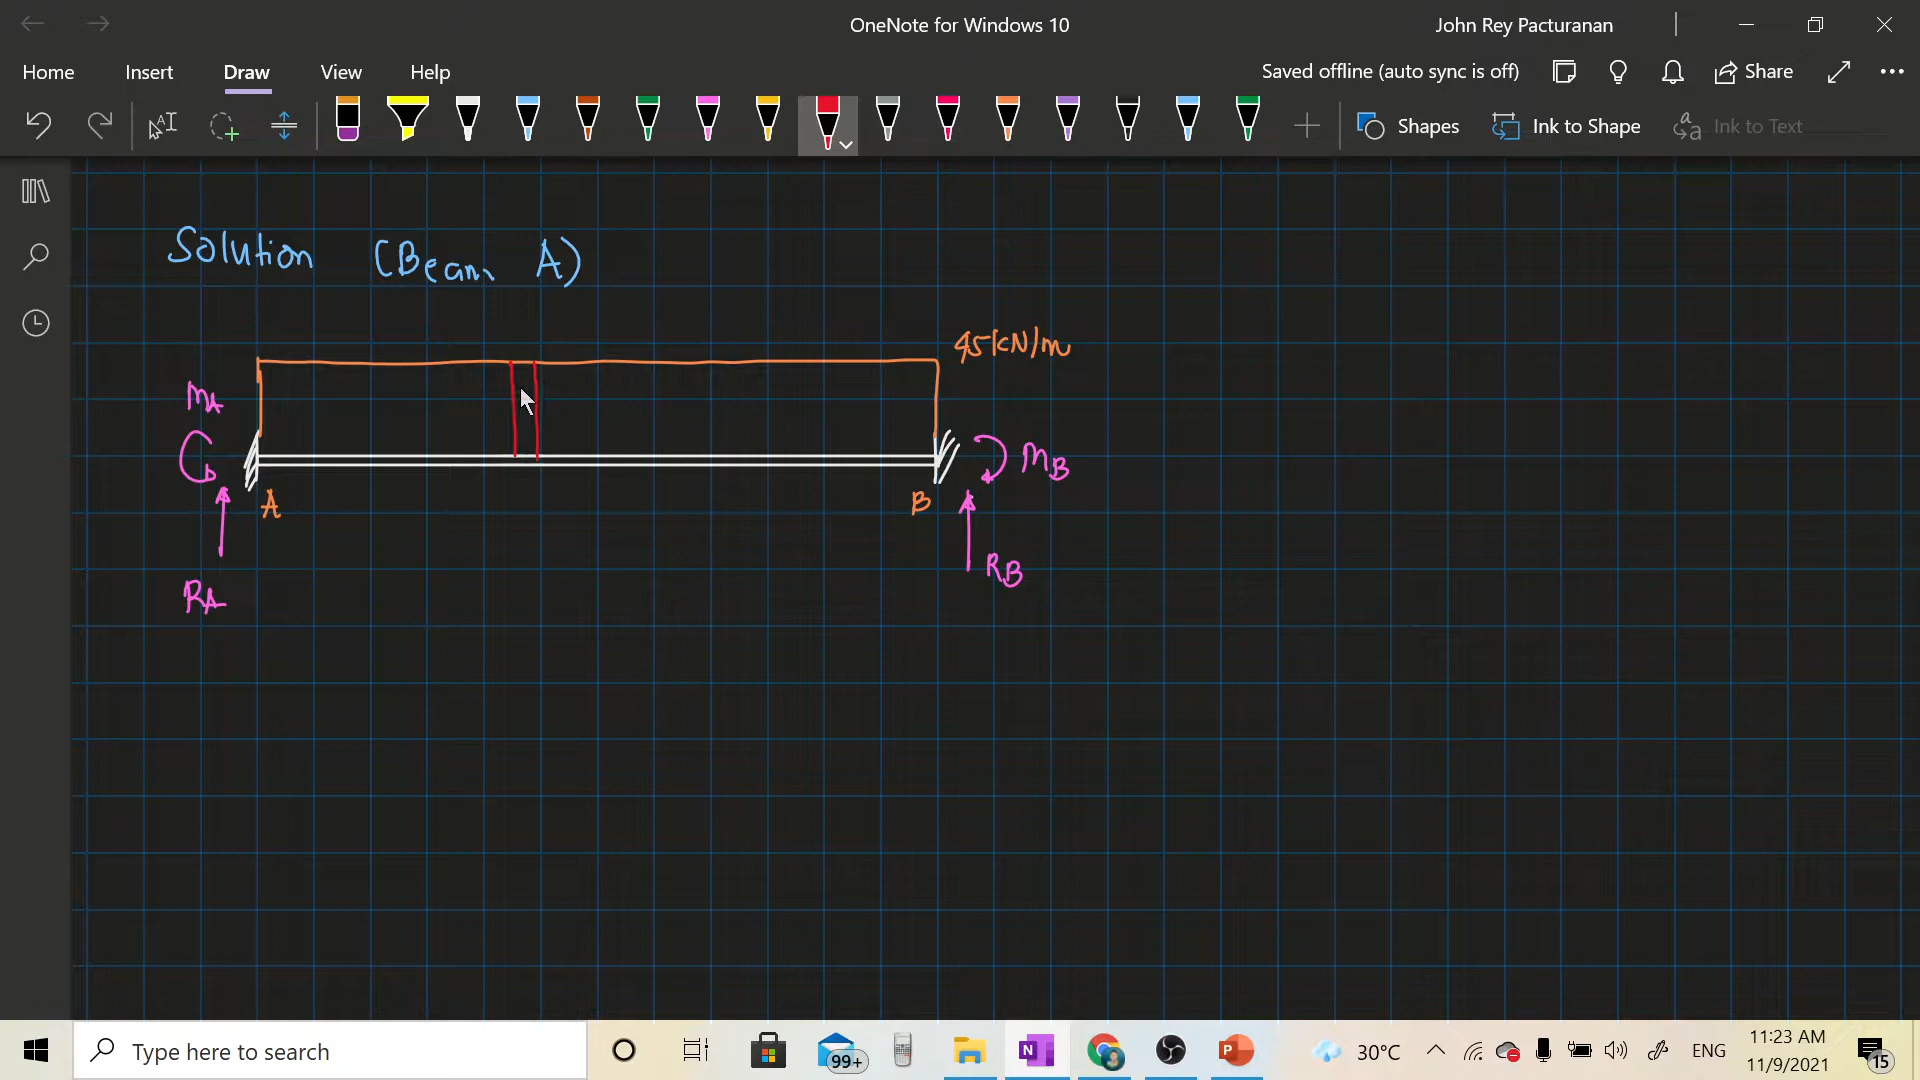 OneNote for Windows 10
John Rey Pacturanan
Home Insert Draw View Help
Saved offline (auto sync is off) Share
Shapes Ink to Shape Ink to Text
Solution (Beam A)
45kN/m
MA
MB
A
B
RA
RB
Type here to search
99+
30°C
ENG
11:23 AM
11/9/2021
15